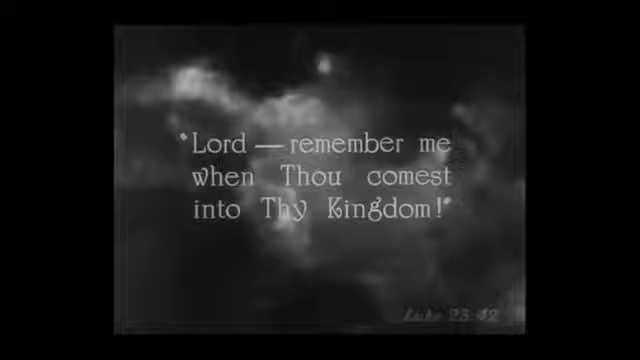 "Lord — remember me
when Thou comest
into Thy Kingdom!"
Luke 23-42